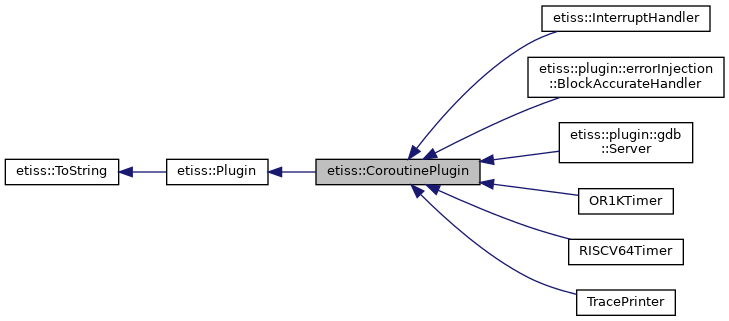 etiss::InterruptHandler
etiss::plugin::errorInjection
::BlockAccurateHandler
etiss::plugin::gdb
::Server
etiss::ToString
etiss::Plugin
etiss::CoroutinePlugin
OR1KTimer
RISCV64Timer
TracePrinter